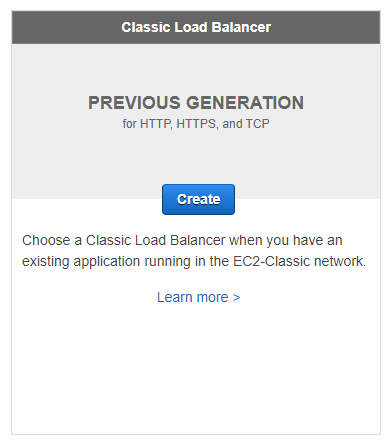 Classic Load Balancer
PREVIOUS GENERATION
for HTTP, HTTPS, and TCP
Create
Choose a Classic Load Balancer when you have an
existing application running in the EC2-Classic network.
Learn more >